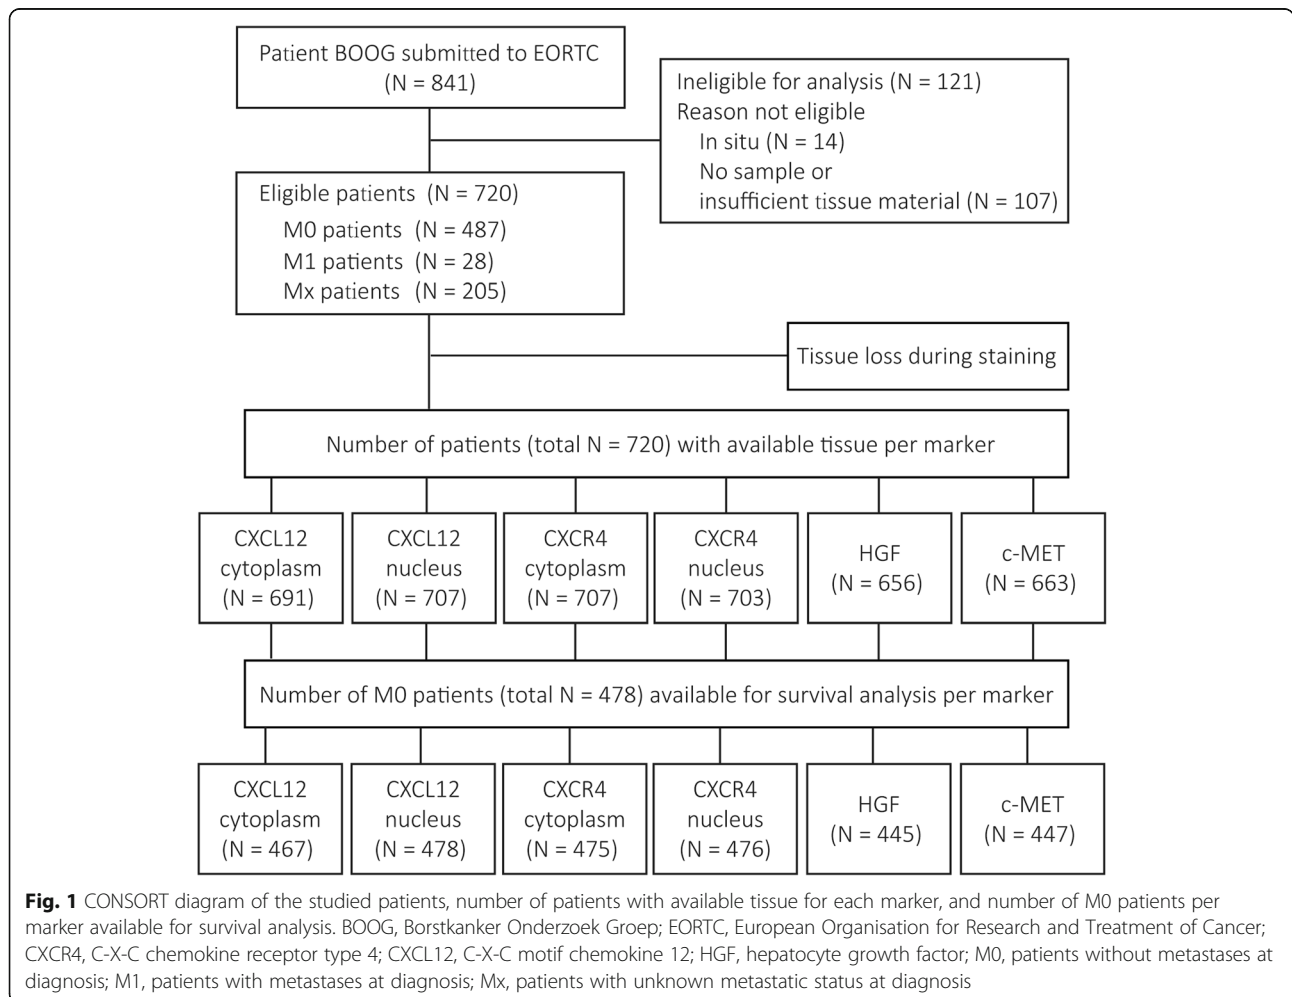 Patient BOOG submitted to EORTC
(N = 841)
Ineligible for analysis (N = 121)
Reason not eligible
In situ (N = 14)
No sample or
insufficient tissue material (N = 107)
Eligible patients (N = 720)
M0 patients (N = 487)
M1 patients (N = 28)
Mx patients (N = 205)
Tissue loss during staining
Number of patients (total N = 720) with available tissue per marker
CXCL12
cytoplasm
(N = 691)
CXCL12
nucleus
(N = 707)
CXCR4
cytoplasm
(N = 707)
CXCR4
nucleus
(N = 703)
HGF
(N = 656)
c-MET
(N = 663)
Number of M0 patients (total N = 478) available for survival analysis per marker
CXCL12
cytoplasm
(N = 467)
CXCL12
nucleus
(N = 478)
CXCR4
cytoplasm
(N = 475)
CXCR4
nucleus
(N = 476)
HGF
(N = 445)
c-MET
(N = 447)
Fig. 1 CONSORT diagram of the studied patients, number of patients with available tissue for each marker, and number of M0 patients per
marker available for survival analysis. BOOG, Borstkanker Onderzoek Groep; EORTC, European Organisation for Research and Treatment of Cancer;
CXCR4, C-X-C chemokine receptor type 4; CXCL12, C-X-C motif chemokine 12; HGF, hepatocyte growth factor; M0, patients without metastases at
diagnosis; M1, patients with metastases at diagnosis; Mx, patients with unknown metastatic status at diagnosis